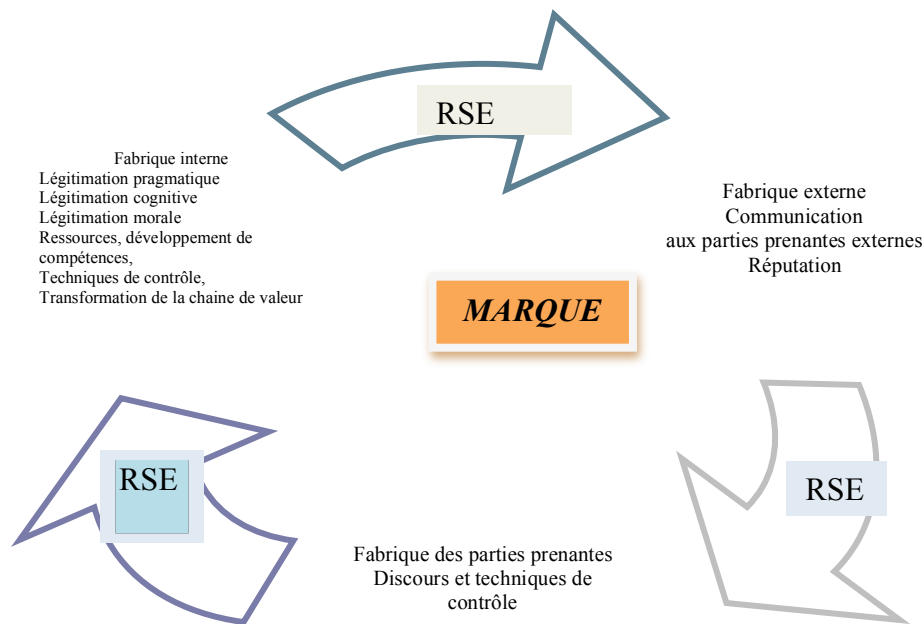 RSE
Fabrique interne
Légitimation pragmatique
Légitimation cognitive
Légitimation morale
Ressources, développement de
compétences,
Techniques de contrôle,
Transformation de la chaine de valeur
Fabrique externe
Communication
aux parties prenantes externes
Réputation
MARQUE
RSE
RSE
Fabrique des parties prenantes
Discours et techniques de
contrôle